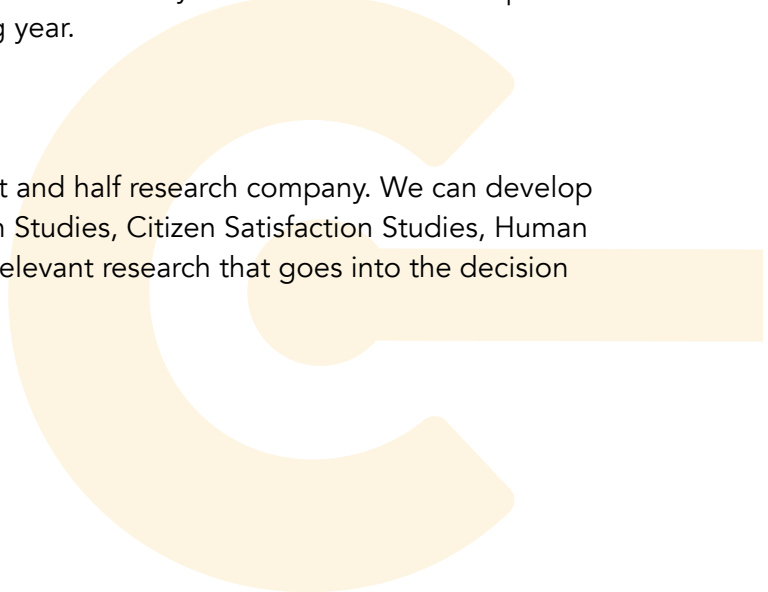 g year.
t and half research company. We can develop
n Studies, Citizen Satisfaction Studies, Human
elevant research that goes into the decision